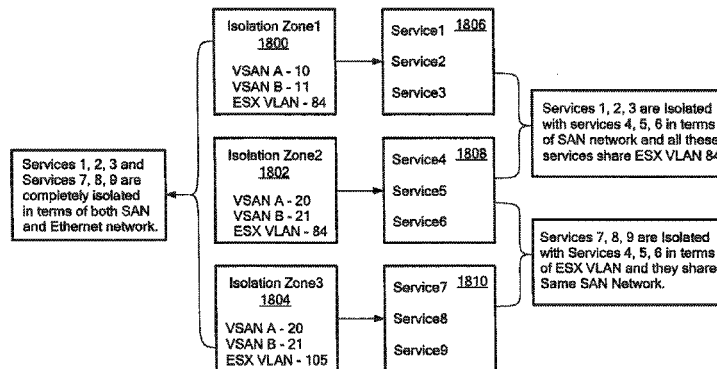 Isolation Zone1
1800
VSAN A - 10
VSAN B - 11
ESX VLAN - 84
Service1 1806
Service2
Service3
Services 1, 2, 3 are Isolated
with services 4, 5, 6 in terms
of SAN network and all these
services share ESX VLAN 84
Services 1, 2, 3 and
Services 7, 8, 9 are
completely isolated
in terms of both SAN
and Ethernet network.
Isolation Zone2
1802
VSAN A - 20
VSAN B - 21
ESX VLAN - 84
Service4 1808
Service5
Service6
Services 7, 8, 9 are Isolated
with Services 4, 5, 6 in terms
of ESX VLAN and they share
Same SAN Network.
Isolation Zone3
1804
VSAN A - 20
VSAN B - 21
ESX VLAN - 105
Service7 1810
Service8
Service9